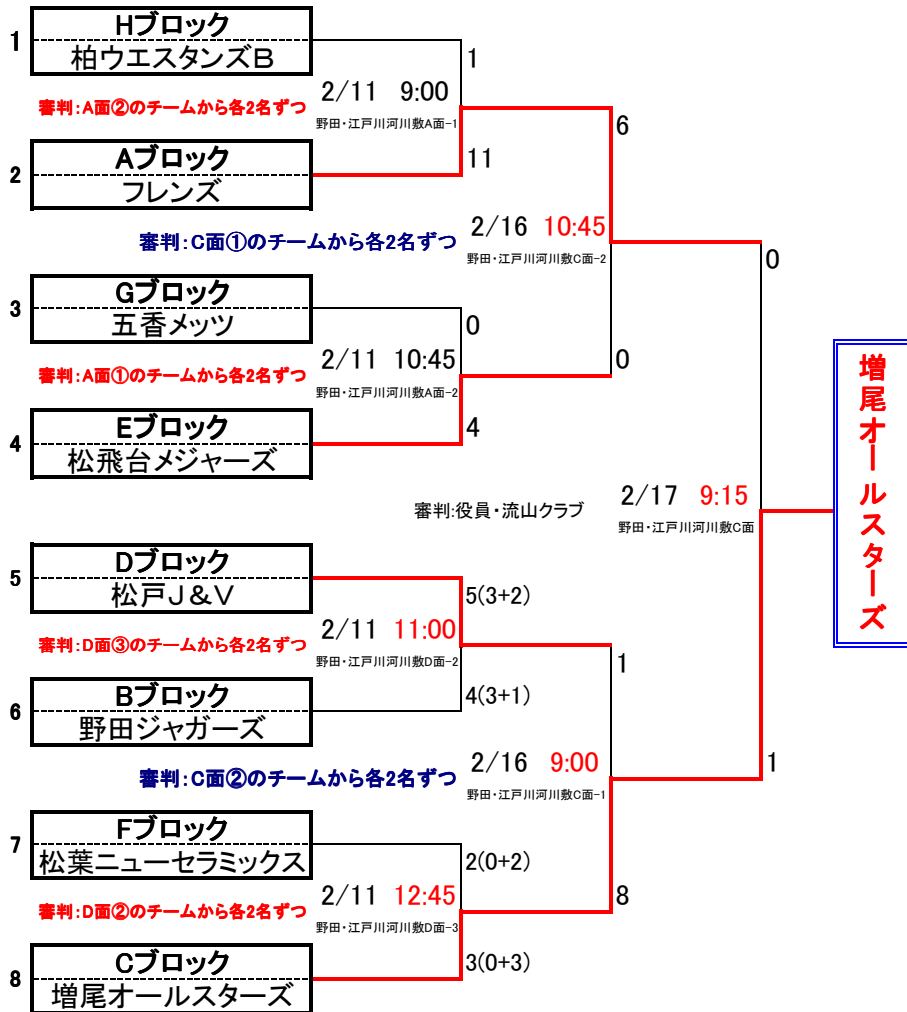 1
Hブロック
柏ウエスタンズB
1
審判:A面②のチームから各2名ずつ
2/11 9:00
野田・江戸川河川敷A面-1
6
2
Aブロック
フレンズ
11
審判:C面①のチームから各2名ずつ
2/16 10:45
野田・江戸川河川敷C面-2
0
3
Gブロック
五香メッツ
0
審判:A面①のチームから各2名ずつ
2/11 10:45
野田・江戸川河川敷A面-2
0
4
Eブロック
松飛台メジャーズ
4
審判:役員・流山クラブ
2/17 9:15
野田・江戸川河川敷C面
増尾オールスターズ
5
Dブロック
松戸J&V
5(3+2)
審判:D面③のチームから各2名ずつ
2/11 11:00
野田・江戸川河川敷D面-2
1
6
Bブロック
野田ジャガーズ
4(3+1)
審判:C面②のチームから各2名ずつ
2/16 9:00
野田・江戸川河川敷C面-1
1
7
Fブロック
松葉ニューセラミックス
2(0+2)
審判:D面②のチームから各2名ずつ
2/11 12:45
野田・江戸川河川敷D面-3
8
8
Cブロック
増尾オールスターズ
3(0+3)